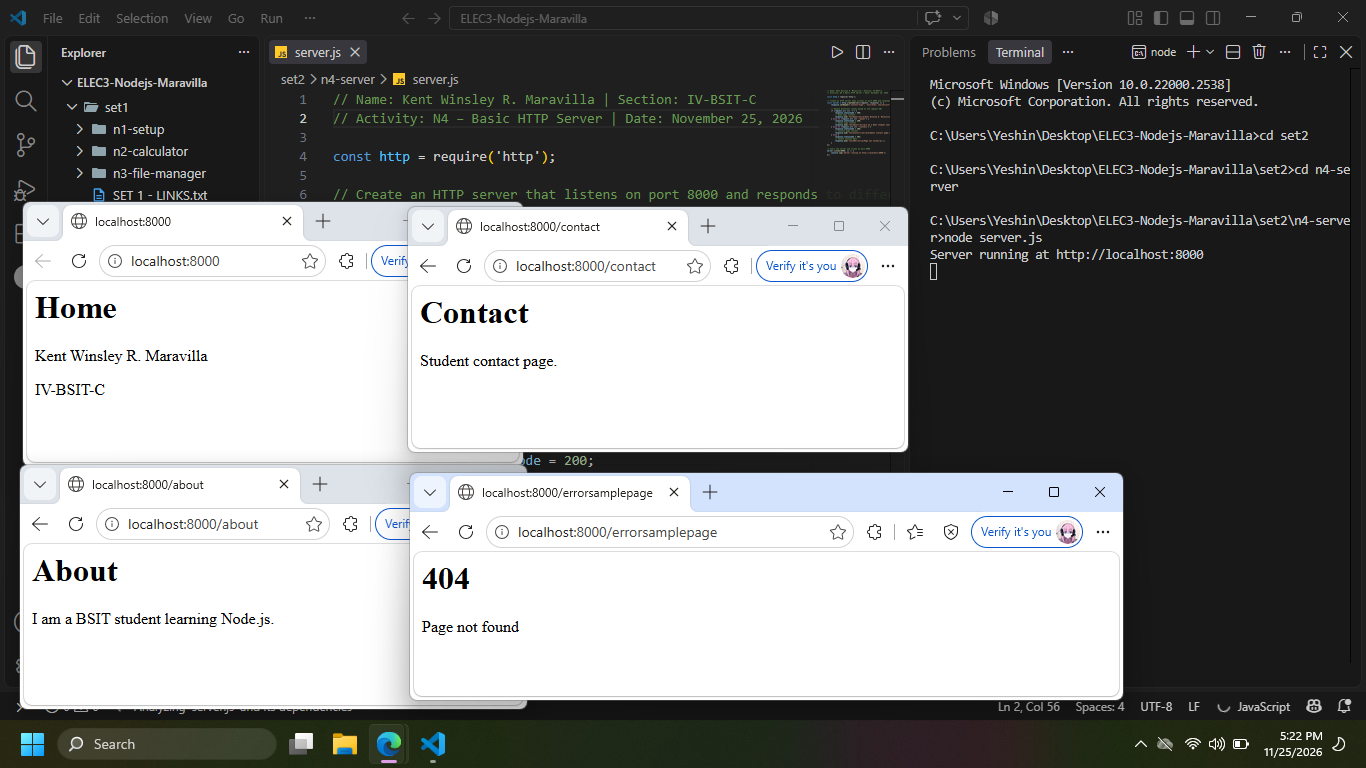 File Edit Selection View Go Run ···
ELEC3-Nodejs-Maravilla
Explorer
ELEC3-Nodejs-Maravilla
set1
n1-setup
n2-calculator
n3-file-manager
SET 1 - LINKS.txt
server.js
set2 > n4-server > server.js
1 // Name: Kent Winsley R. Maravilla | Section: IV-BSIT-C
2 // Activity: N4 – Basic HTTP Server | Date: November 25, 2026
3
4 const http = require('http');
5
6 // Create an HTTP server that listens on port 8000 and responds to diffe
ode = 200;
Problems Terminal ··· node
Microsoft Windows [Version 10.0.22000.2538]
(c) Microsoft Corporation. All rights reserved.
C:\Users\Yeshin\Desktop\ELEC3-Nodejs-Maravilla>cd set2
C:\Users\Yeshin\Desktop\ELEC3-Nodejs-Maravilla\set2>cd n4-se
rver
C:\Users\Yeshin\Desktop\ELEC3-Nodejs-Maravilla\set2\n4-serve
r>node server.js
Server running at http://localhost:8000
localhost:8000
localhost:8000
Verify
Home
Kent Winsley R. Maravilla
IV-BSIT-C
localhost:8000/contact
localhost:8000/contact
Verify it's you
Contact
Student contact page.
localhost:8000/about
localhost:8000/about
Verif
About
I am a BSIT student learning Node.js.
localhost:8000/errorsamplepage
localhost:8000/errorsamplepage
Verify it's you
404
Page not found
Ln 2, Col 56 Spaces: 4 UTF-8 LF JavaScript
Search
5:22 PM
11/25/2026